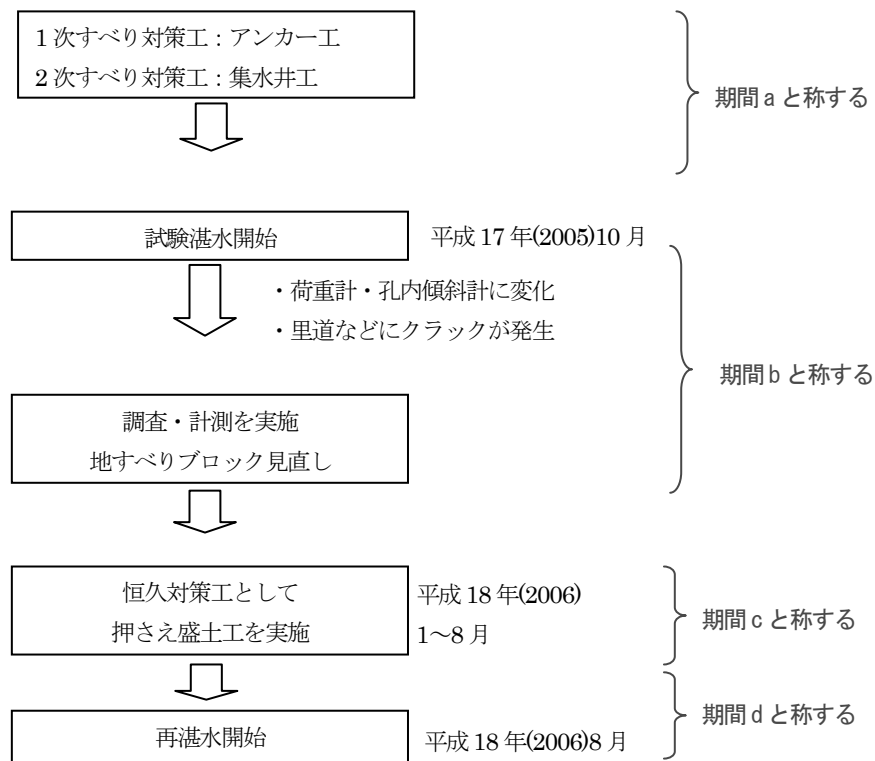 1次すべり対策工：アンカー工
2次すべり対策工：集水井工
期間aと称する
試験湛水開始
平成17年(2005)10月
・荷重計・孔内傾斜計に変化
・里道などにクラックが発生
期間bと称する
調査・計測を実施
地すべりブロック見直し
恒久対策工として
押さえ盛土工を実施
平成18年(2006)
1～8月
期間cと称する
再湛水開始
平成18年(2006)8月
期間dと称する